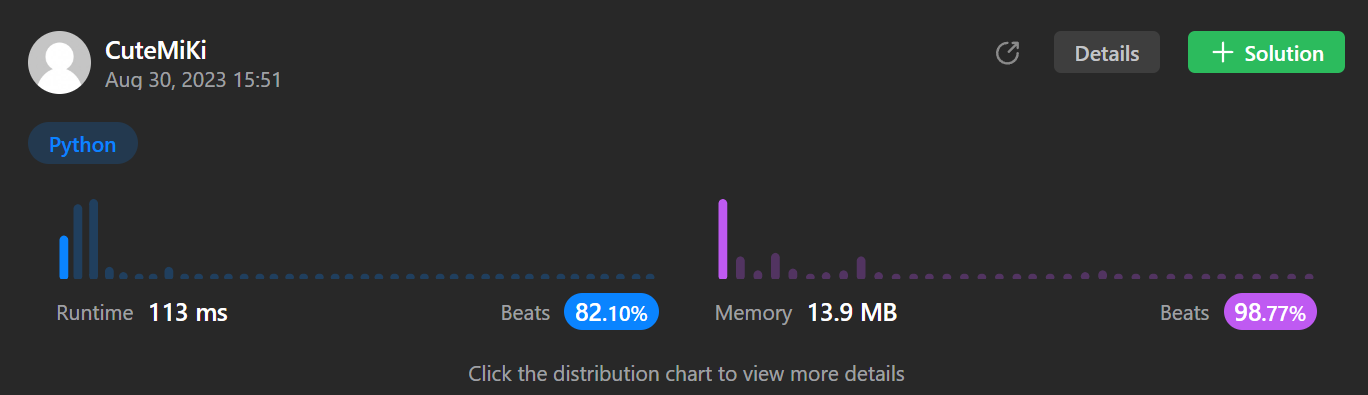 CuteMiKi
Aug 30, 2023 15:51
Details
+ Solution
Python
Runtime 113 ms
Beats 82.10%
Memory 13.9 MB
Beats 98.77%
Click the distribution chart to view more details